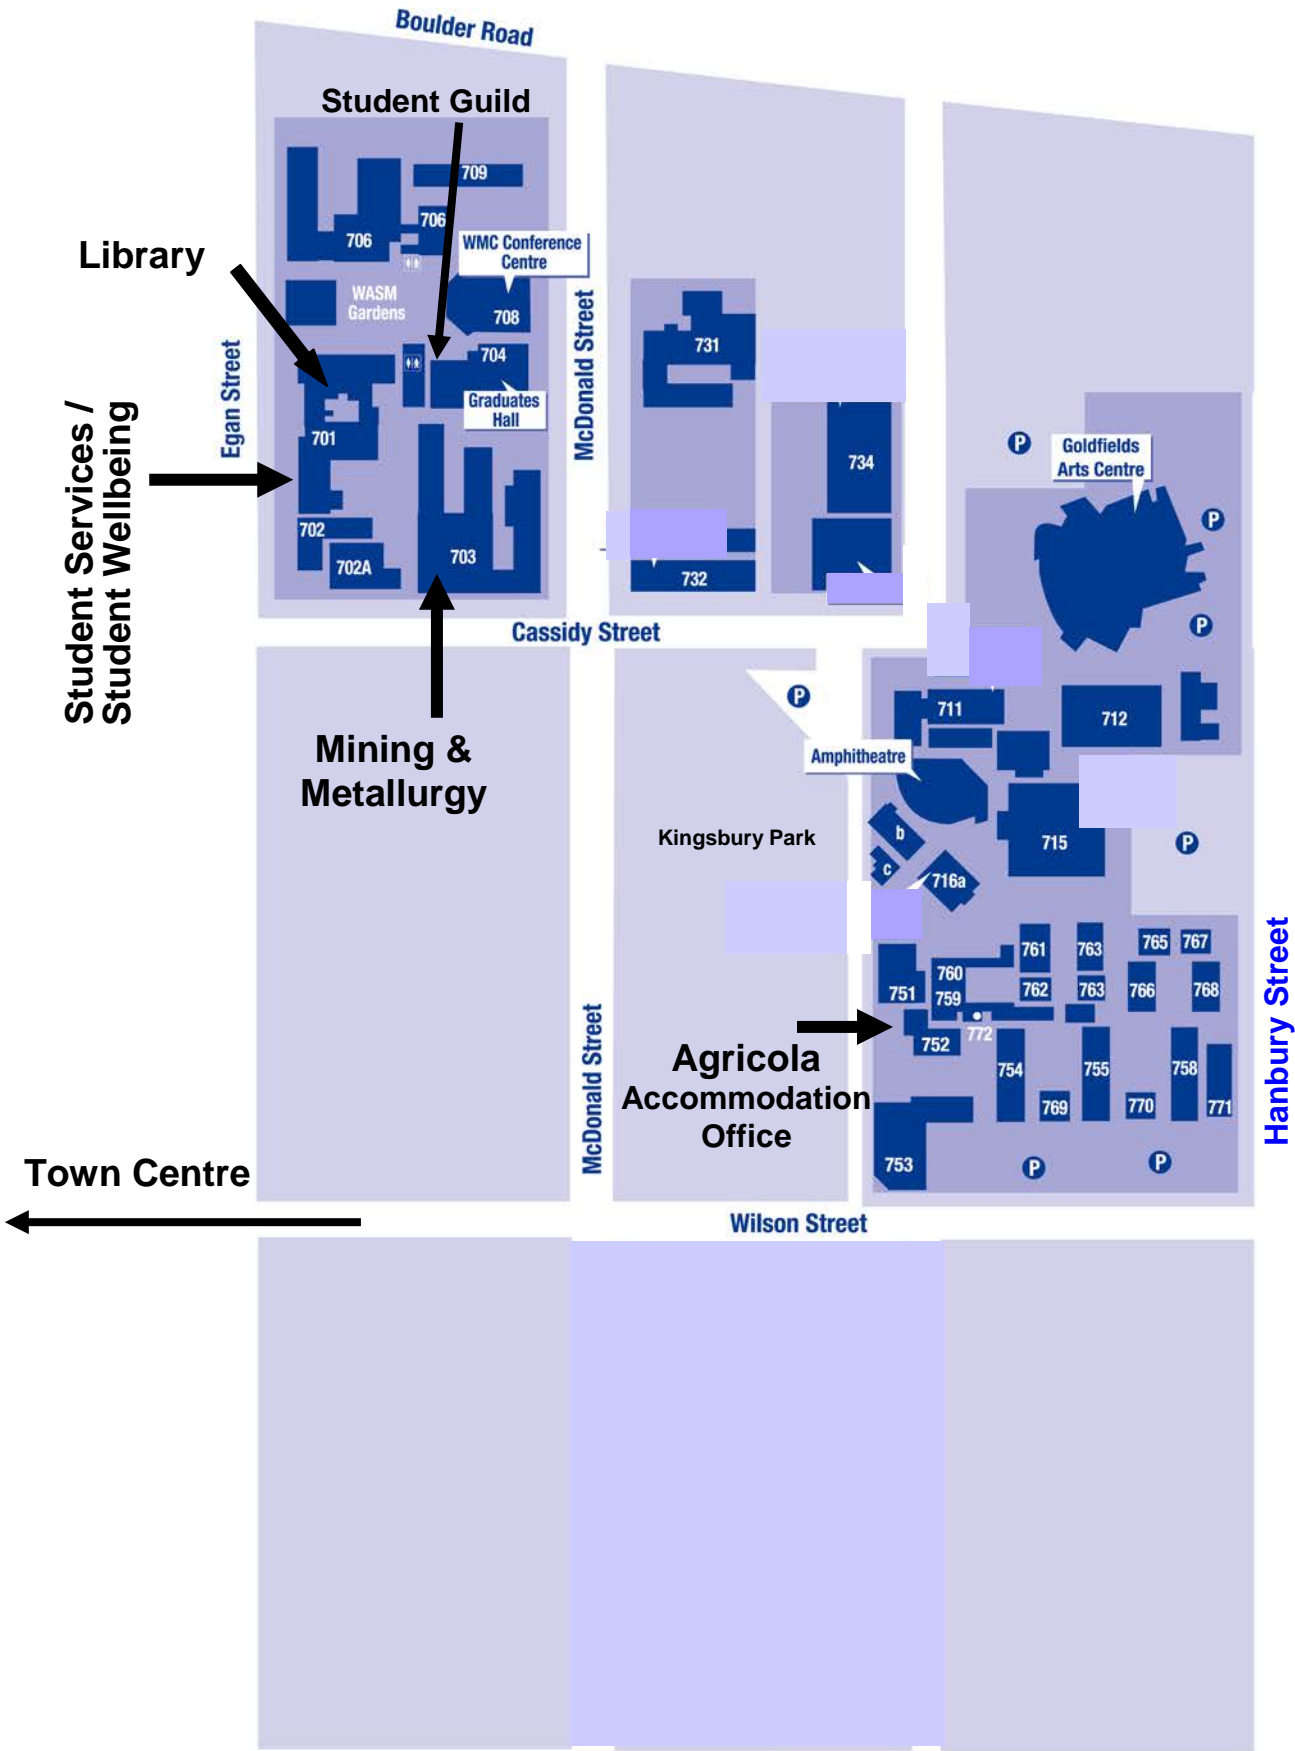 Boulder Road
Student Guild
709
706
706
Library
WMC Conference
Centre
WASM
Gardens
708
McDonald Street
Egan Street
731
704
Graduates
Hall
Student Services /
Student Wellbeing
701
734
P
Goldfields
Arts Centre
P
702
702A
703
732
P
Cassidy Street
P
711
712
Mining &
Metallurgy
Amphitheatre
Kingsbury Park
b
c
715
P
716a
Hanbury Street
761
763
765
767
760
751
759
762
763
766
768
McDonald Street
752
772
Agricola
Accommodation
Office
754
755
758
769
770
771
753
P
P
Town Centre
Wilson Street